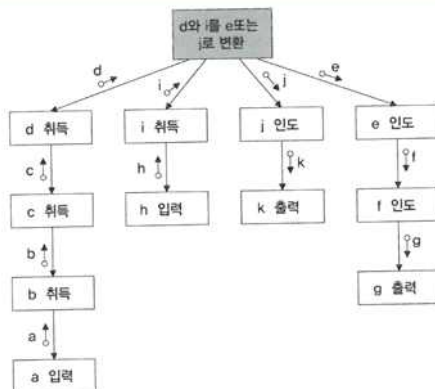 d와 i를 e또는
j로 변환
d
i
j
e
d 취득
i 취득
j 인도
e 인도
c
h
k
f
c 취득
h 입력
k 출력
f 인도
b
g
b 취득
g 출력
a
a 입력